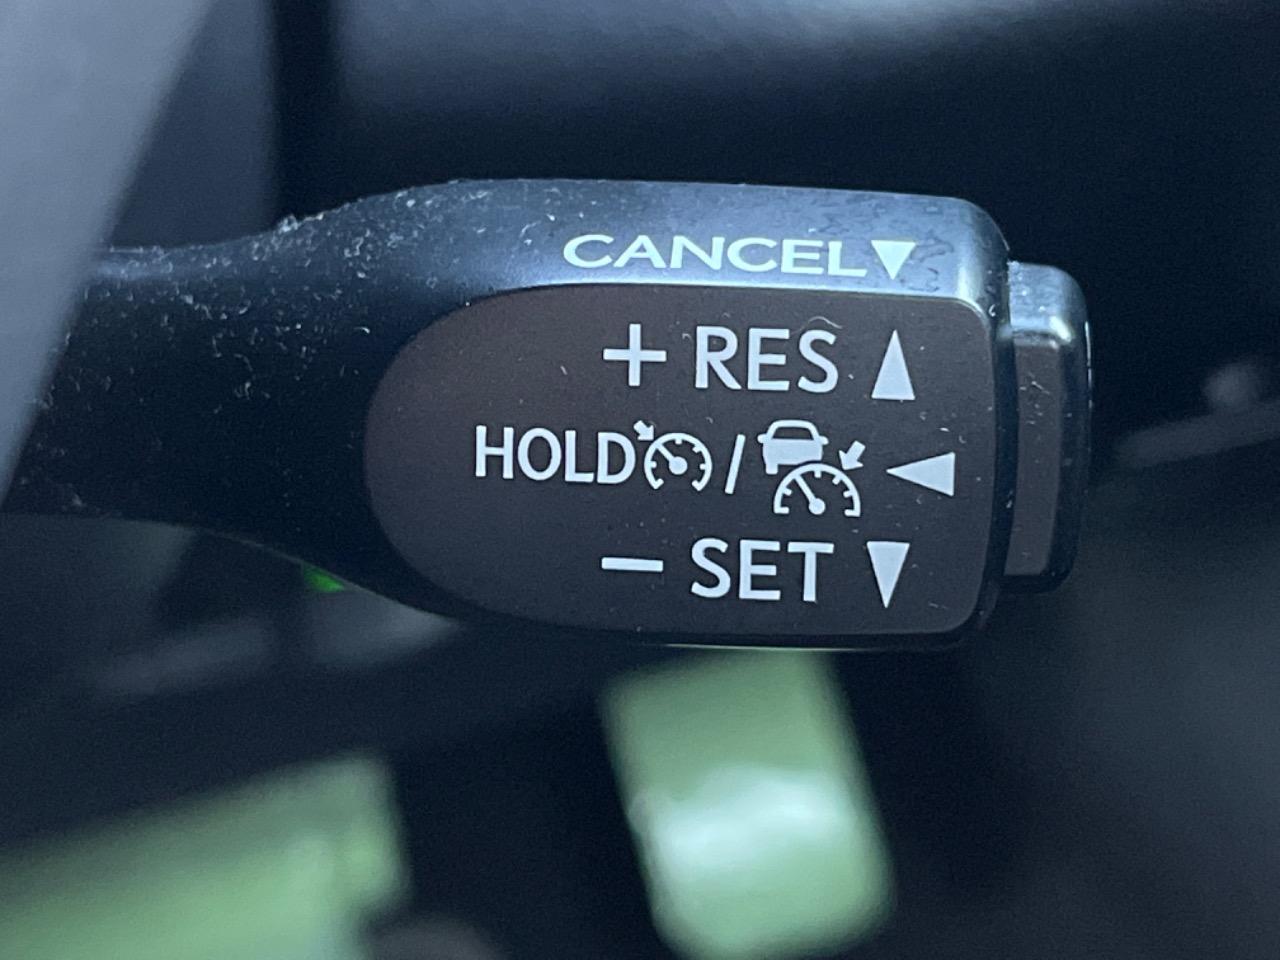 CANCEL▼
+ RES ▲
HOLD / ◀
− SET ▼